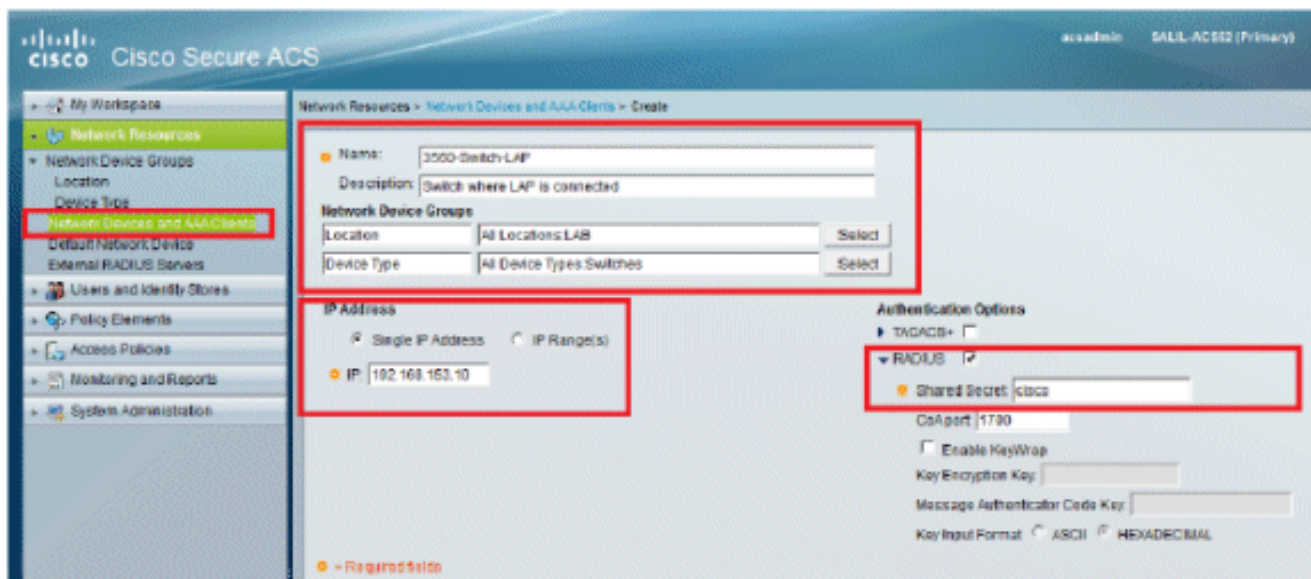 CISCO Cisco Secure ACS
acsadmin SALIL-ACS52 (Primary)
My Workspace
Network Resources
Network Device Groups
Location
Device Type
Network Devices and AAA Clients
Default Network Device
External RADIUS Servers
Users and Identity Stores
Policy Elements
Access Policies
Monitoring and Reports
System Administration
Network Resources > Network Devices and AAA Clients > Create
Name: 3560-Switch-LAP
Description: Switch where LAP is connected
Network Device Groups
Location All Locations:LAB Select
Device Type All Device Types:Switches Select
IP Address
Single IP Address IP Range(s)
IP: 192.168.153.10
Authentication Options
TACACS+
RADIUS
Shared Secret: cisco
CoA port: 1700
Enable KeyWrap
Key Encryption Key:
Message Authenticator Code Key:
Key Input Format ASCII HEXADECIMAL
= Required fields